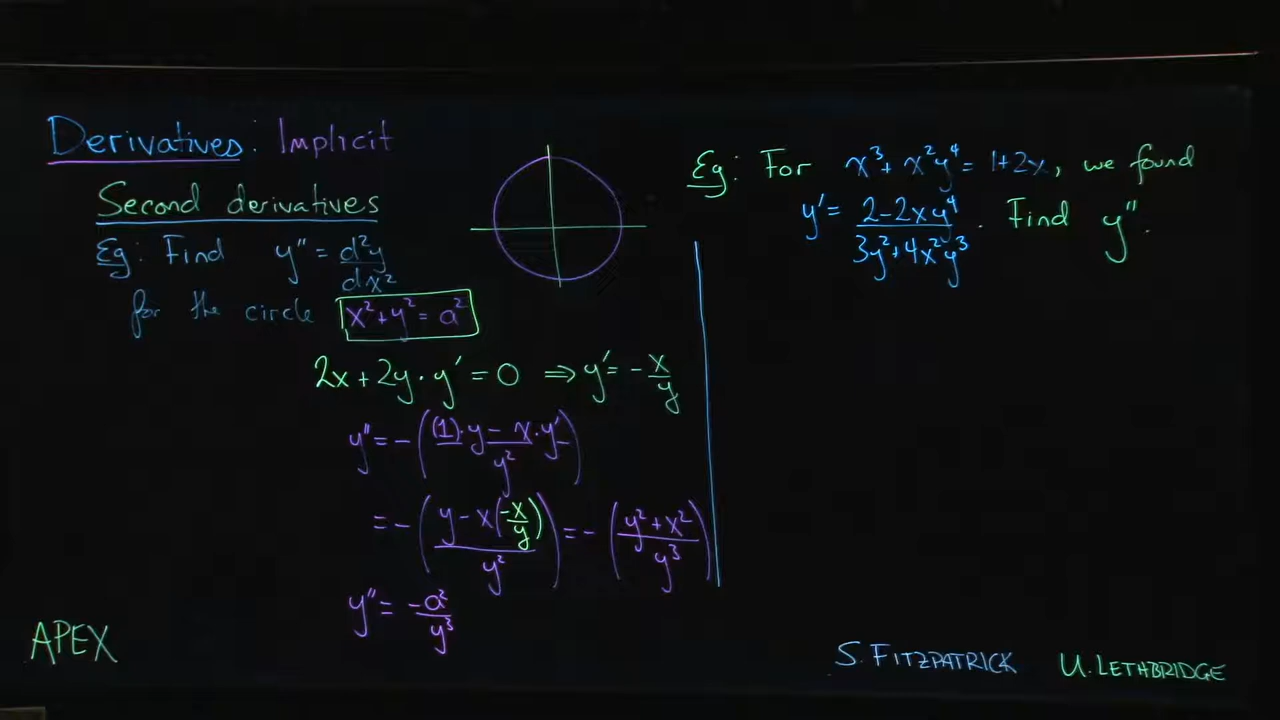 Derivatives: Implicit
Second derivatives
Eg: Find y'' = d²y/dx²
for the circle x² + y² = a²
2x + 2y · y' = 0 ⇒ y' = -x/y
y'' = -((1)·y - x·y'/y²)
= -(y - x(-x/y)/y²) = -(y² + x²/y³)
y'' = -a²/y³
Eg: For x³ + x²y⁴ = 1+2x, we found
y' = 2-2xy⁴/3y²+4x²y³. Find y''.
APEX
S. FITZPATRICK U. LETHBRIDGE